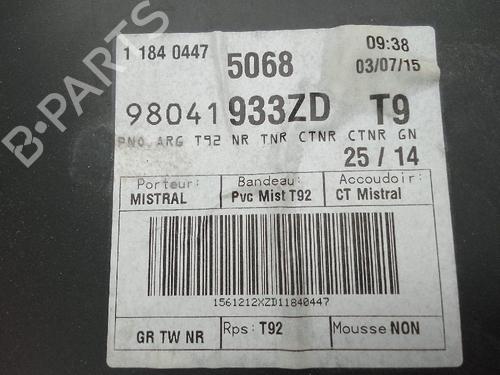 B-PARTS
1 184 0447 5068 09:38
03/07/15
98041 933ZD T9
PNO ARG T92 NR TNR CTNR CTNR GN
25 / 14
Porteur: Bandeau: Accoudoir:
MISTRAL Pvc Mist T92 CT Mistral
1561212XZD11840447
GR TW NR Rps: T92 Mousse NON